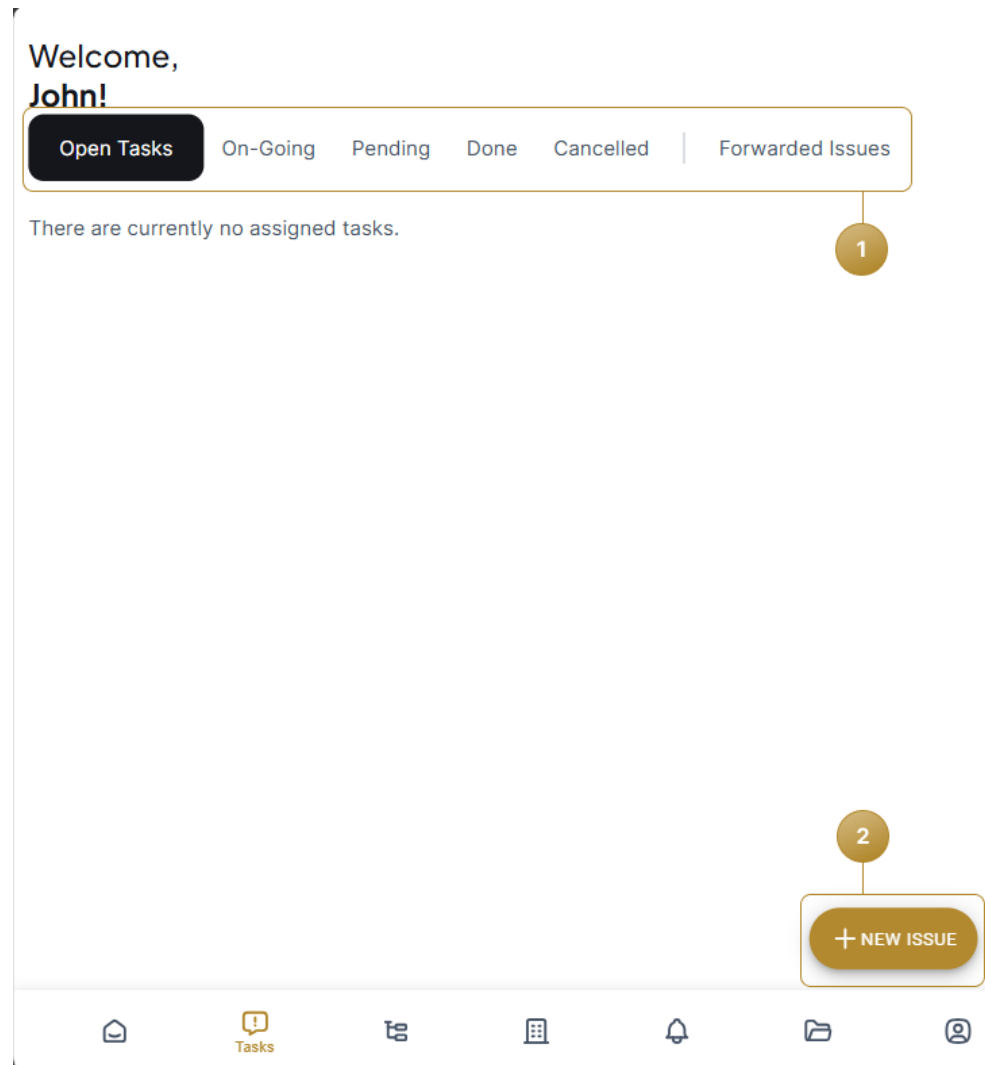 Welcome,
John!
Open Tasks On-Going Pending Done Cancelled Forwarded Issues
There are currently no assigned tasks.
1
2
NEW ISSUE
Tasks